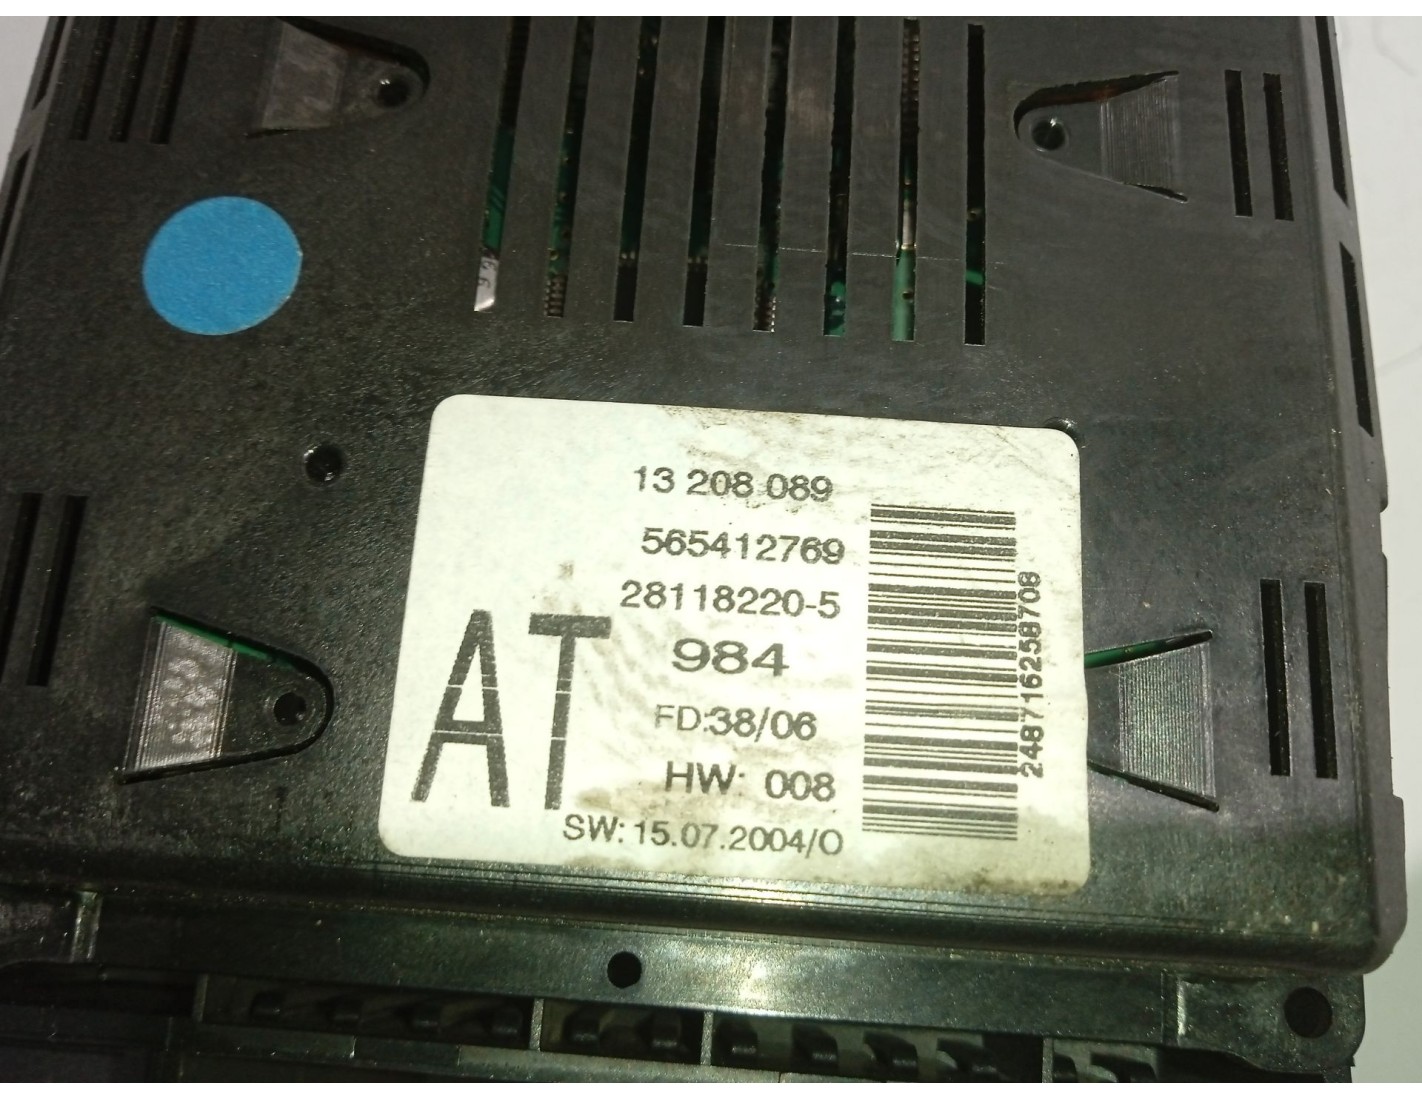 13 208 089
565412769
28118220-5
984
AT
FD:38/06
HW: 008
SW: 15.07.2004/O
248716258708